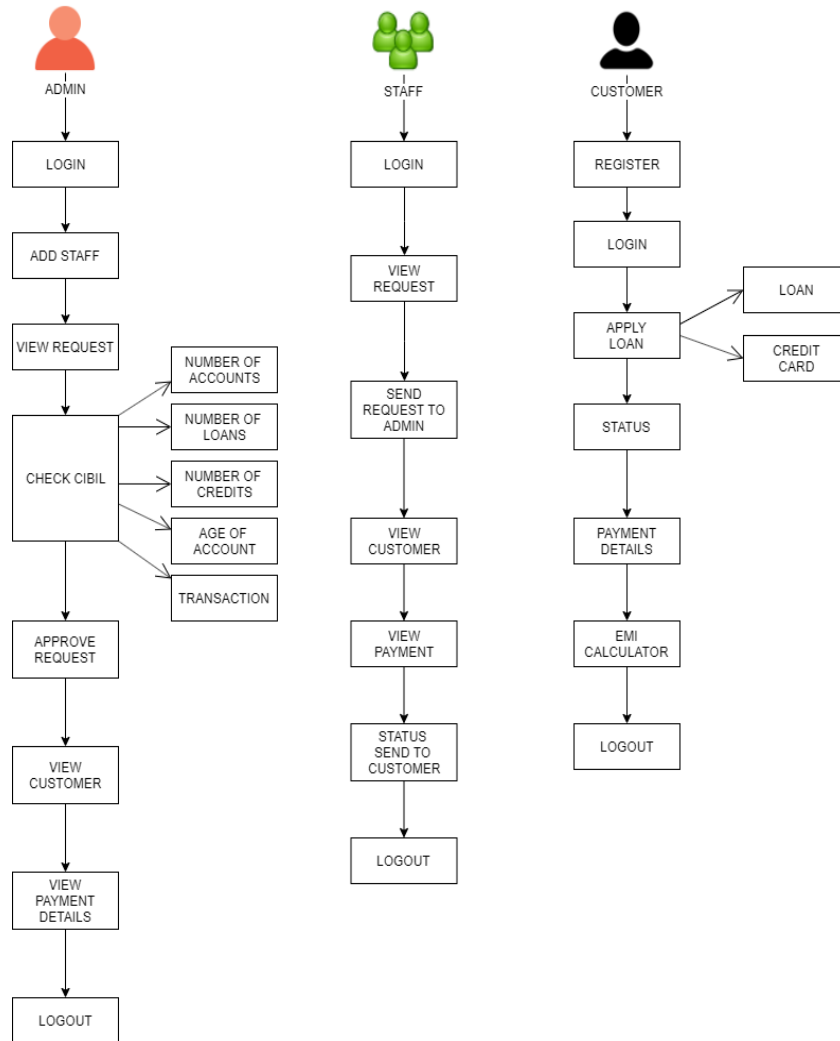 ADMIN
LOGIN
ADD STAFF
VIEW REQUEST
CHECK CIBIL
NUMBER OF
ACCOUNTS
NUMBER OF
LOANS
NUMBER OF
CREDITS
AGE OF
ACCOUNT
TRANSACTION
APPROVE
REQUEST
VIEW
CUSTOMER
VIEW
PAYMENT
DETAILS
LOGOUT
STAFF
LOGIN
VIEW
REQUEST
SEND
REQUEST TO
ADMIN
VIEW
CUSTOMER
VIEW
PAYMENT
STATUS
SEND TO
CUSTOMER
LOGOUT
CUSTOMER
REGISTER
LOGIN
APPLY
LOAN
LOAN
CREDIT
CARD
STATUS
PAYMENT
DETAILS
EMI
CALCULATOR
LOGOUT